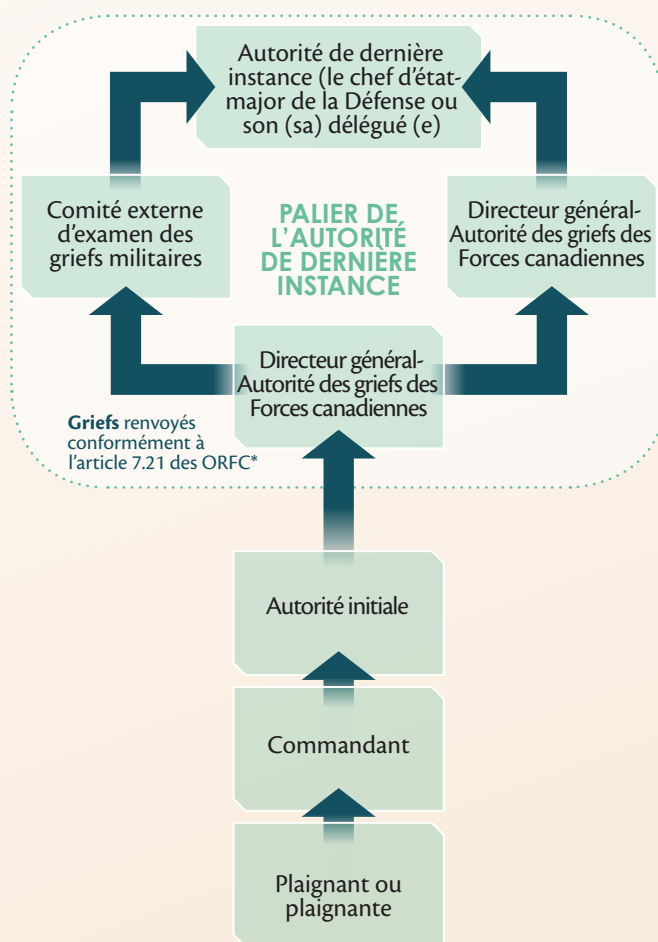 Autorité de dernière
instance (le chef d'état-
major de la Défense ou
son (sa) délégué (e)
Comité externe
d'examen des
griefs militaires
PALIER DE
L'AUTORITÉ
DE DERNIÈRE
INSTANCE
Directeur général-
Autorité des griefs des
Forces canadiennes
Directeur général-
Autorité des griefs des
Forces canadiennes
Griefs renvoyés
conformément à
l'article 7.21 des ORFC*
Autorité initiale
Commandant
Plaignant ou
plaignante